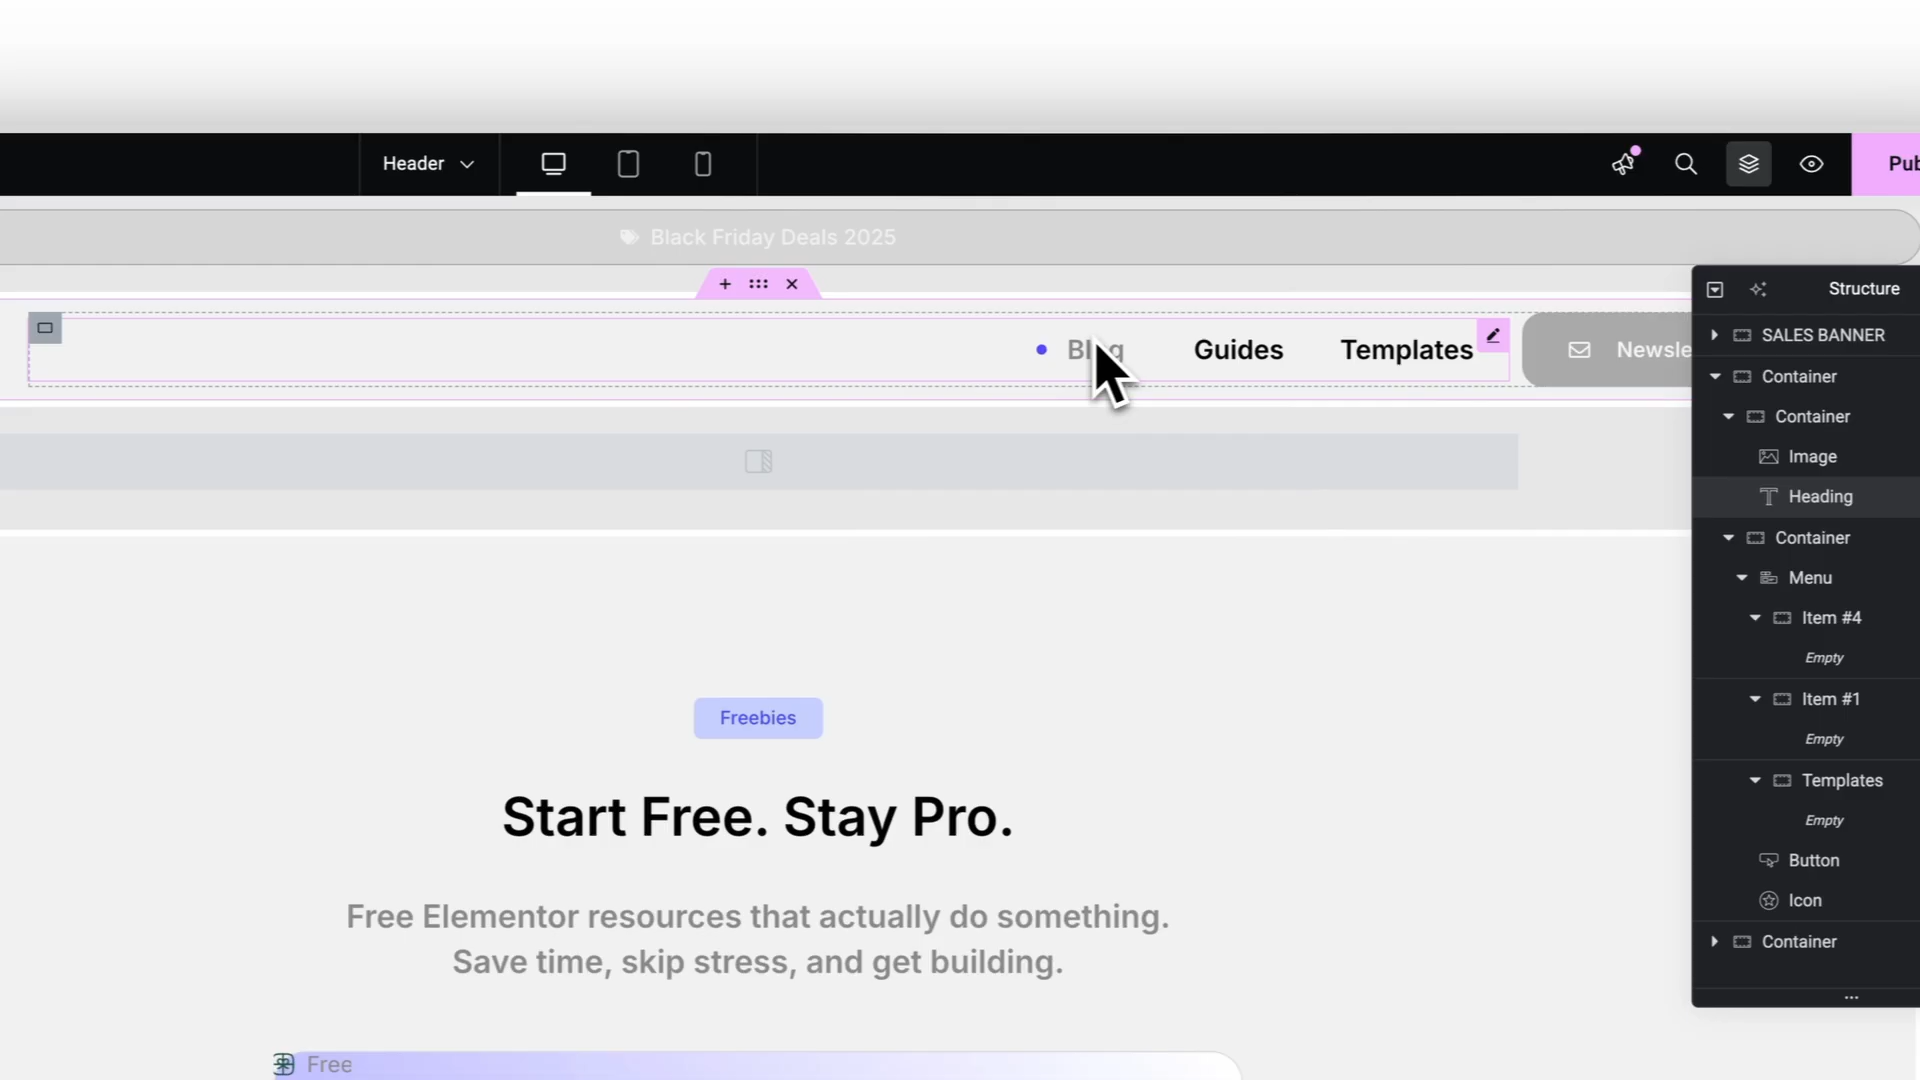 Header
Pub
Black Friday Deals 2025
Blog
Guides
Templates
Newsle
Structure
SALES BANNER
Container
Container
Image
Heading
Container
Menu
Item #4
Empty
Item #1
Empty
Templates
Empty
Button
Icon
Container
Freebies
Start Free. Stay Pro.
Free Elementor resources that actually do something.
Save time, skip stress, and get building.
Free